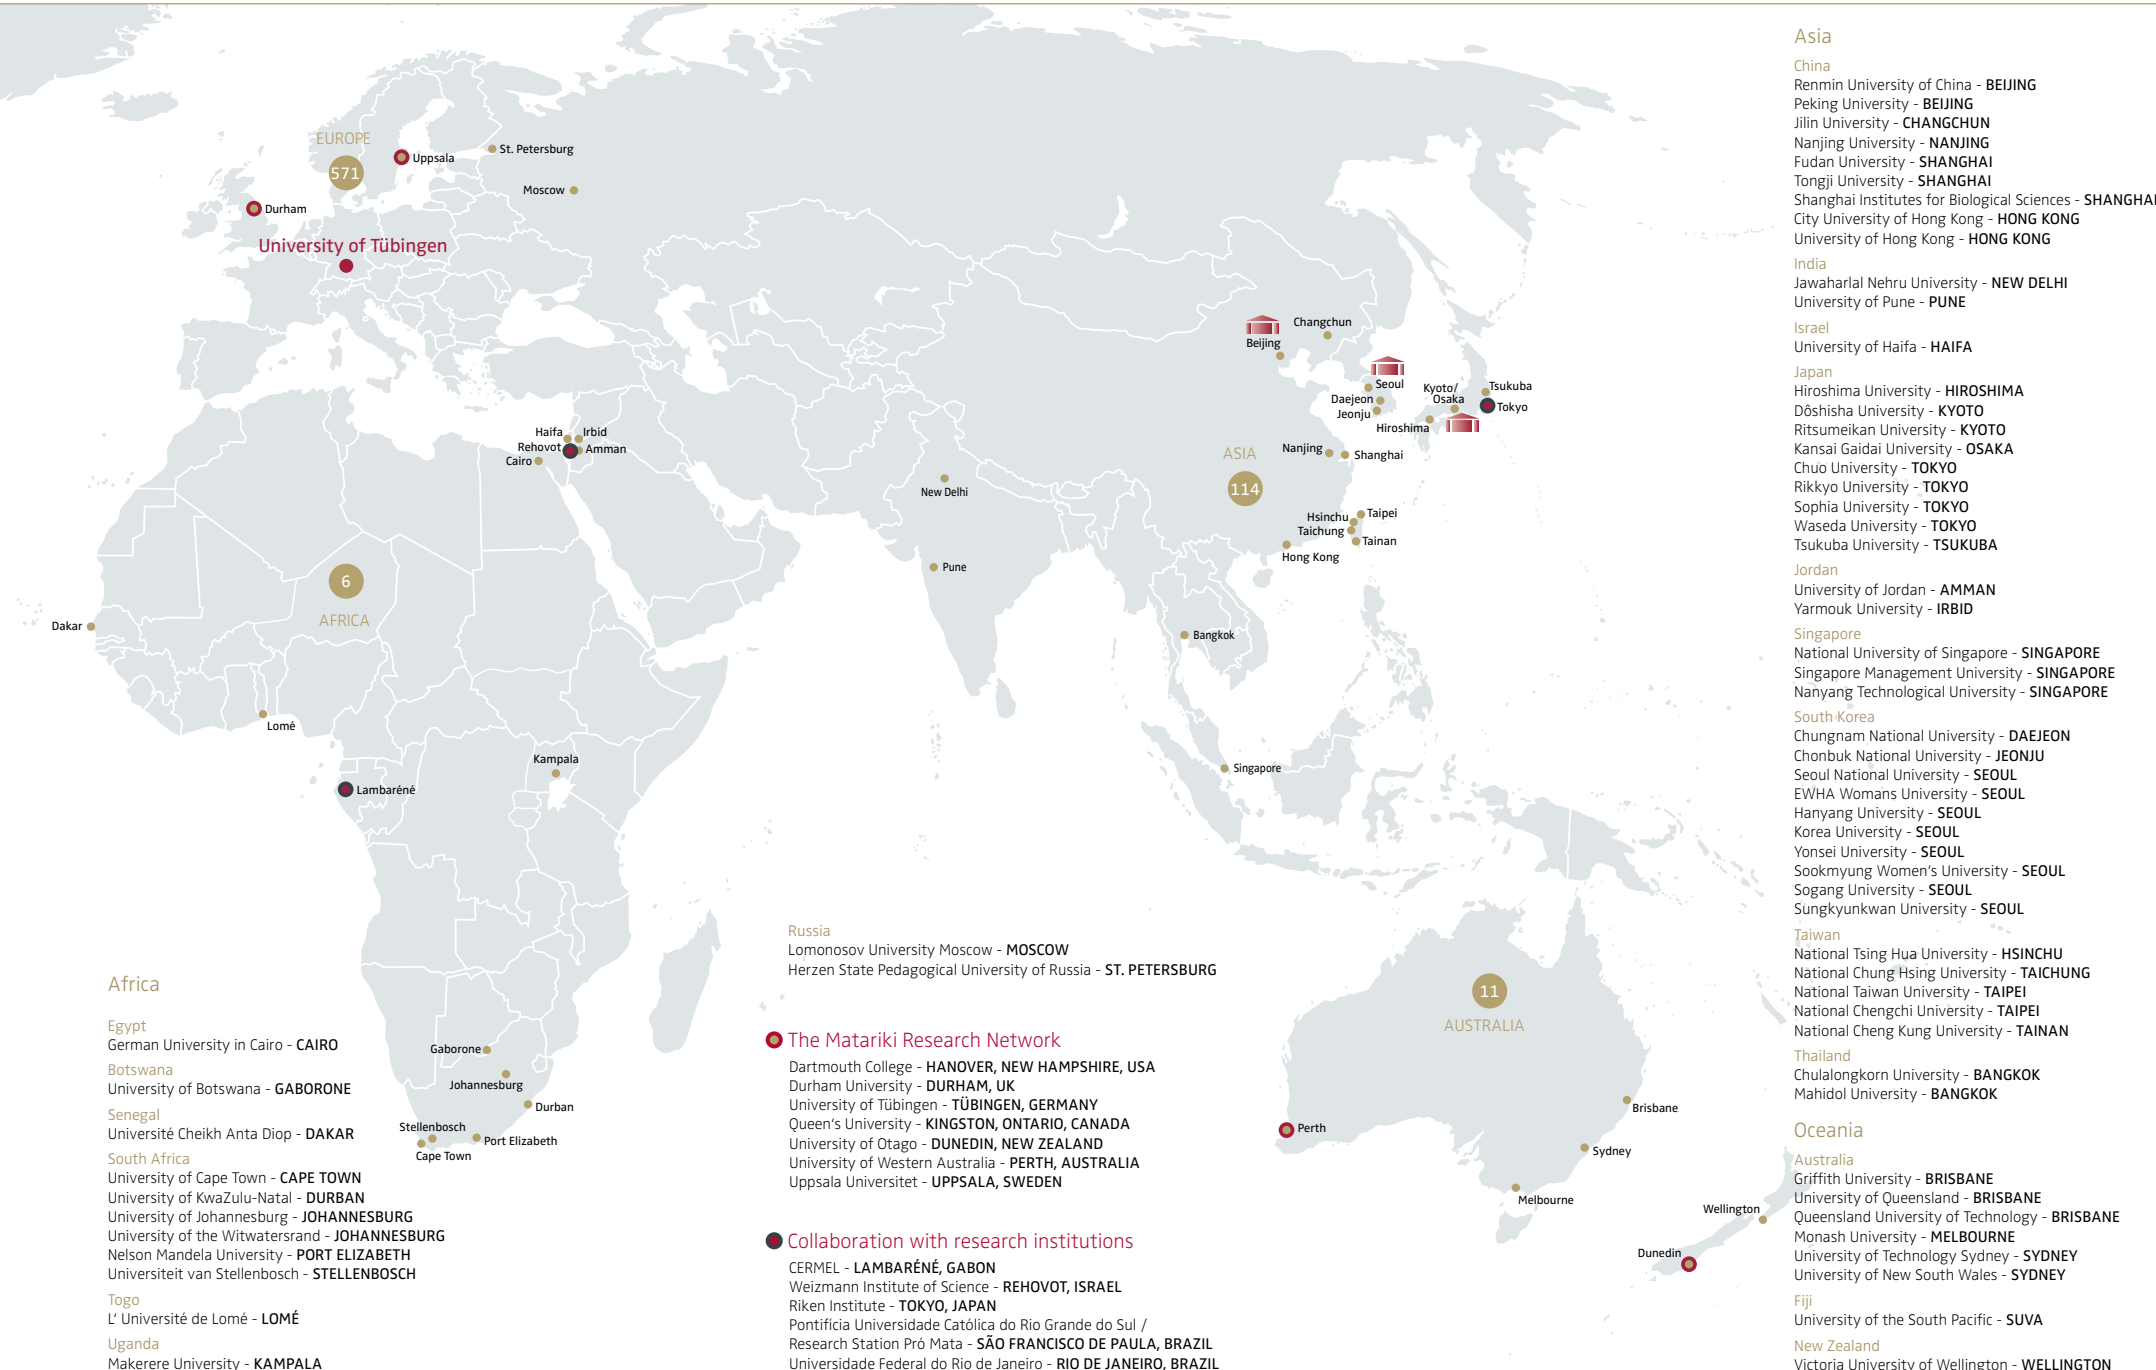 EUROPE
571
Uppsala
St. Petersburg
Moscow
Durham
University of Tübingen
Changchun
Beijing
Seoul
Daejeon
Jeonju
Kyoto/
Osaka
Tsukuba
Tokyo
Hiroshima
Haifa
Irbid
Rehovot
Amman
Cairo
ASIA
114
Nanjing
Shanghai
New Delhi
Hsinchu
Taipei
Taichung
Tainan
Hong Kong
Pune
6
AFRICA
Dakar
Bangkok
Lomé
Kampala
Singapore
Lambaréné
11
AUSTRALIA
Gaborone
Johannesburg
Durban
Stellenbosch
Port Elizabeth
Cape Town
Perth
Brisbane
Sydney
Melbourne
Wellington
Dunedin
Africa
Egypt
German University in Cairo - CAIRO
Botswana
University of Botswana - GABORONE
Senegal
Université Cheikh Anta Diop - DAKAR
South Africa
University of Cape Town - CAPE TOWN
University of KwaZulu-Natal - DURBAN
University of Johannesburg - JOHANNESBURG
University of the Witwatersrand - JOHANNESBURG
Nelson Mandela University - PORT ELIZABETH
Universiteit van Stellenbosch - STELLENBOSCH
Togo
L‘ Université de Lomé - LOMÉ
Uganda
Makerere University - KAMPALA
Russia
Lomonosov University Moscow - MOSCOW
Herzen State Pedagogical University of Russia - ST. PETERSBURG
The Matariki Research Network
Dartmouth College - HANOVER, NEW HAMPSHIRE, USA
Durham University - DURHAM, UK
University of Tübingen - TÜBINGEN, GERMANY
Queen's University - KINGSTON, ONTARIO, CANADA
University of Otago - DUNEDIN, NEW ZEALAND
University of Western Australia - PERTH, AUSTRALIA
Uppsala Universitet - UPPSALA, SWEDEN
Collaboration with research institutions
CERMEL - LAMBARÉNÉ, GABON
Weizmann Institute of Science - REHOVOT, ISRAEL
Riken Institute - TOKYO, JAPAN
Pontifícia Universidade Católica do Rio Grande do Sul /
Research Station Pró Mata - SÃO FRANCISCO DE PAULA, BRAZIL
Universidade Federal do Rio de Janeiro - RIO DE JANEIRO, BRAZIL
Asia
China
Renmin University of China - BEIJING
Peking University - BEIJING
Jilin University - CHANGCHUN
Nanjing University - NANJING
Fudan University - SHANGHAI
Tongji University - SHANGHAI
Shanghai Institutes for Biological Sciences - SHANGHAI
City University of Hong Kong - HONG KONG
University of Hong Kong - HONG KONG
India
Jawaharlal Nehru University - NEW DELHI
University of Pune - PUNE
Israel
University of Haifa - HAIFA
Japan
Hiroshima University - HIROSHIMA
Dôshisha University - KYOTO
Ritsumeikan University - KYOTO
Kansai Gaidai University - OSAKA
Chuo University - TOKYO
Rikkyo University - TOKYO
Sophia University - TOKYO
Waseda University - TOKYO
Tsukuba University - TSUKUBA
Jordan
University of Jordan - AMMAN
Yarmouk University - IRBID
Singapore
National University of Singapore - SINGAPORE
Singapore Management University - SINGAPORE
Nanyang Technological University - SINGAPORE
South Korea
Chungnam National University - DAEJEON
Chonbuk National University - JEONJU
Seoul National University - SEOUL
EWHA Womans University - SEOUL
Hanyang University - SEOUL
Korea University - SEOUL
Yonsei University - SEOUL
Sookmyung Women's University - SEOUL
Sogang University - SEOUL
Sungkyunkwan University - SEOUL
Taiwan
National Tsing Hua University - HSINCHU
National Chung Hsing University - TAICHUNG
National Taiwan University - TAIPEI
National Chengchi University - TAIPEI
National Cheng Kung University - TAINAN
Thailand
Chulalongkorn University - BANGKOK
Mahidol University - BANGKOK
Oceania
Australia
Griffith University - BRISBANE
University of Queensland - BRISBANE
Queensland University of Technology - BRISBANE
Monash University - MELBOURNE
University of Technology Sydney - SYDNEY
University of New South Wales - SYDNEY
Fiji
University of the South Pacific - SUVA
New Zealand
Victoria University of Wellington - WELLINGTON